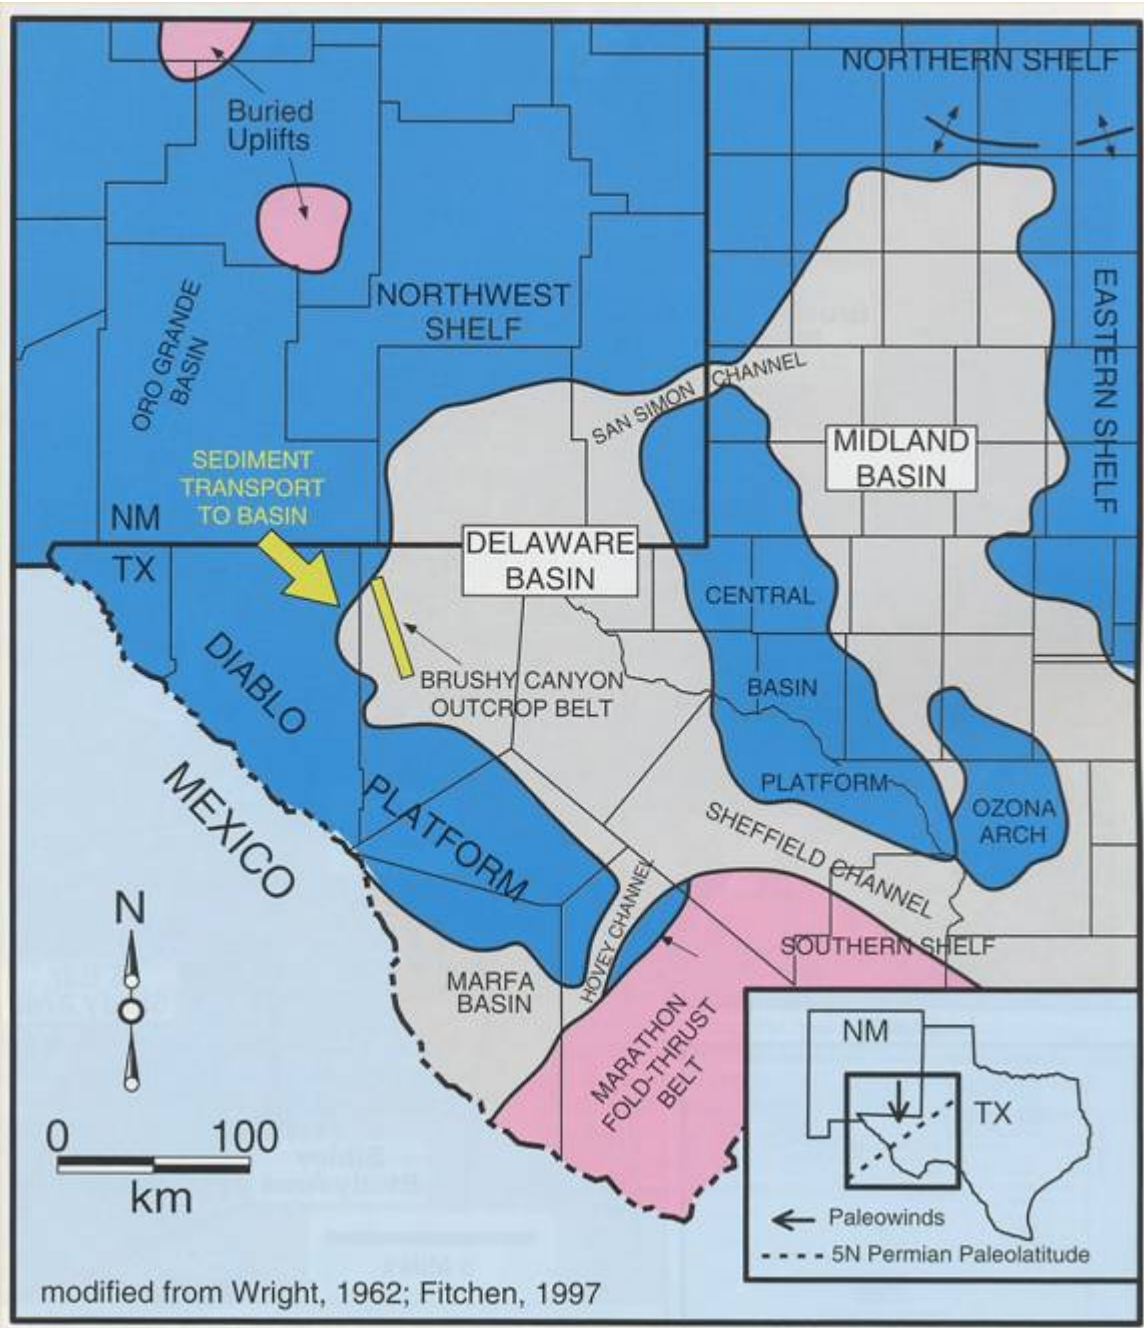 NORTHERN SHELF
Buried
Uplifts
NORTHWEST
SHELF
ORO GRANDE
BASIN
EASTERN SHELF
SAN SIMON CHANNEL
MIDLAND
BASIN
SEDIMENT
TRANSPORT
TO BASIN
NM
TX
DELAWARE
BASIN
CENTRAL
BASIN
PLATFORM
BRUSHY CANYON
OUTCROP BELT
DIABLO
PLATFORM
MEXICO
OZONA
ARCH
SHEFFIELD CHANNEL
HOVEY CHANNEL
SOUTHERN SHELF
MARFA
BASIN
MARATHON
FOLD-THRUST
BELT
N
0 100
km
NM
TX
Paleowinds
5N Permian Paleolatitude
modified from Wright, 1962; Fitchen, 1997